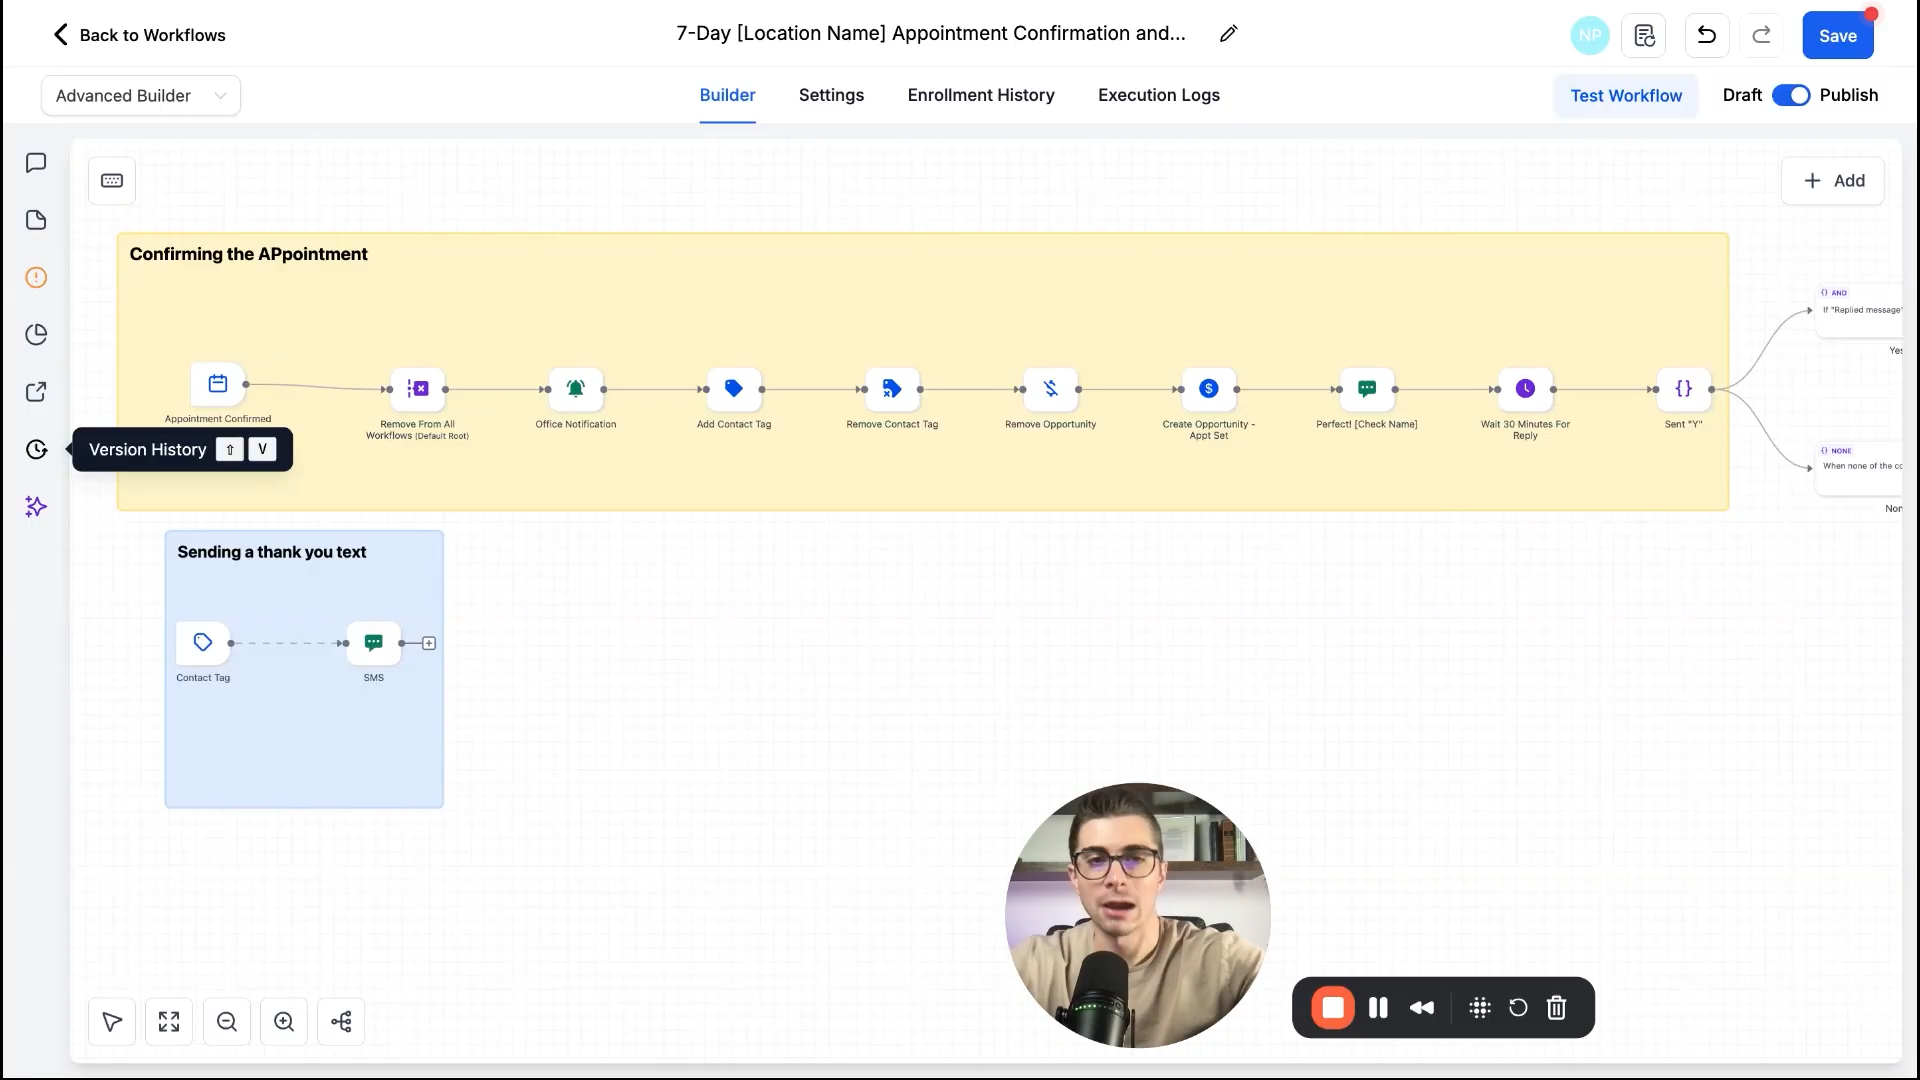 Back to Workflows
7-Day [Location Name] Appointment Confirmation and...
NP
Save
Advanced Builder
Builder
Settings
Enrollment History
Execution Logs
Test Workflow
Draft
Publish
Add
Confirming the APpointment
Appointment Confirmed
Remove From All
Workflows (Default Root)
Office Notification
Add Contact Tag
Remove Contact Tag
Remove Opportunity
Create Opportunity -
Appt Set
Perfect! [Check Name]
Wait 30 Minutes For
Reply
Sent "Y"
{} AND
If "Replied message"
Yes
{} NONE
When none of the co
Non
Version History ⇧ V
Sending a thank you text
Contact Tag
SMS